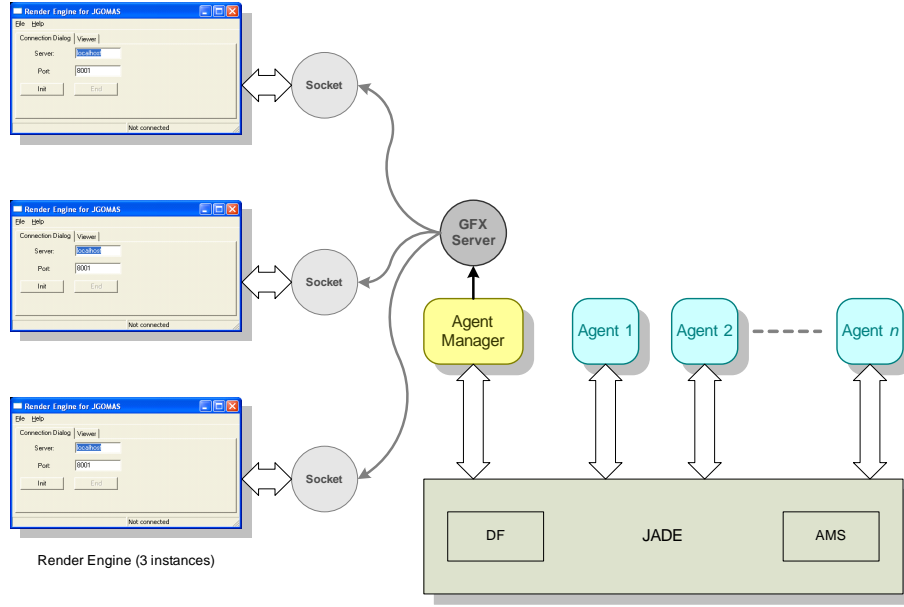 Render Engine for JGOMAS
File Help
Connection Dialog Viewer
Server: localhost
Port: 8001
Init End
Not connected
Socket
Render Engine for JGOMAS
File Help
Connection Dialog Viewer
Server: localhost
Port: 8001
Init End
Not connected
Socket
GFX
Server
Agent
Manager
Agent 1
Agent 2
Agent n
Render Engine for JGOMAS
File Help
Connection Dialog Viewer
Server: localhost
Port: 8001
Init End
Not connected
Socket
DF
JADE
AMS
Render Engine (3 instances)